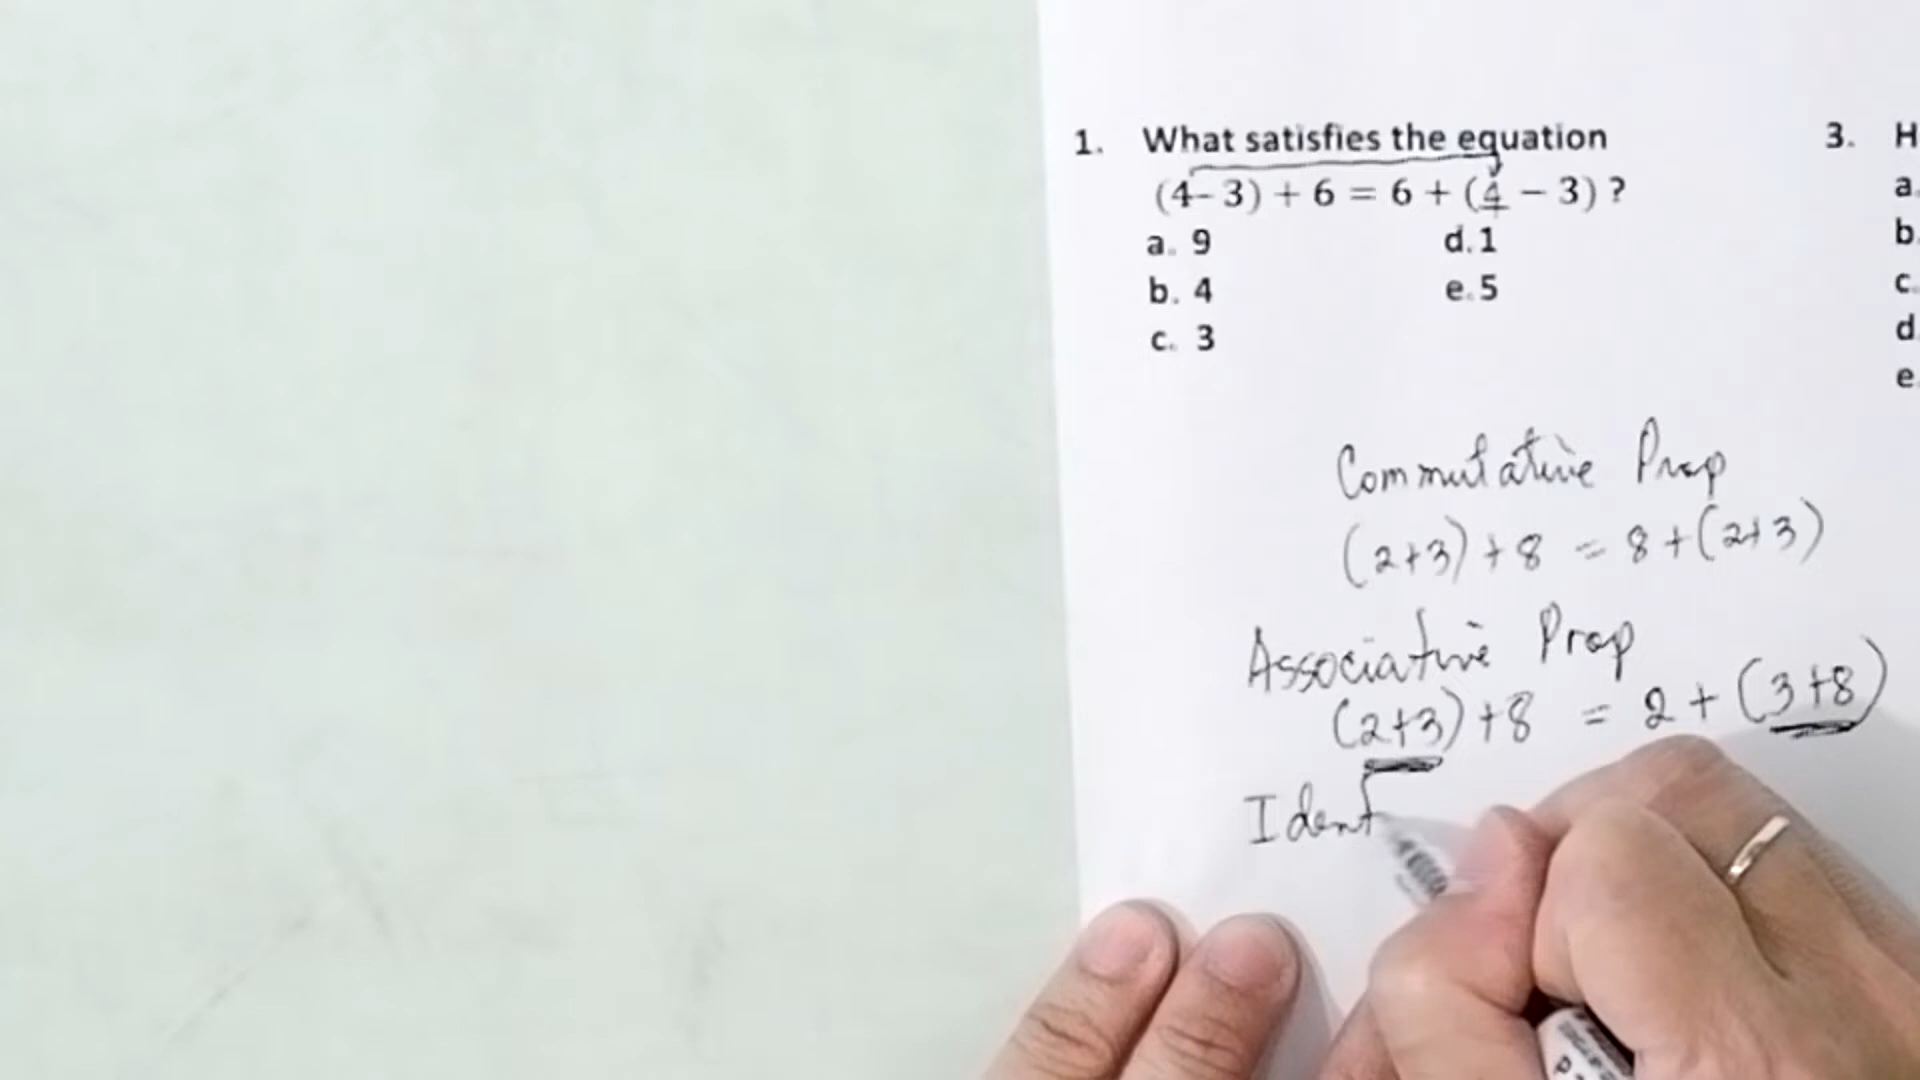 1. What satisfies the equation
(4 - 3) + 6 = 6 + (4 - 3) ?
a. 9
d. 1
b. 4
e. 5
c. 3
3. H
a.
b.
c.
d.
e.
Commutative Prop
(2+3) + 8 = 8 + (2+3)
Associative Prop
(2+3) + 8 = 2 + (3+8)
Ident